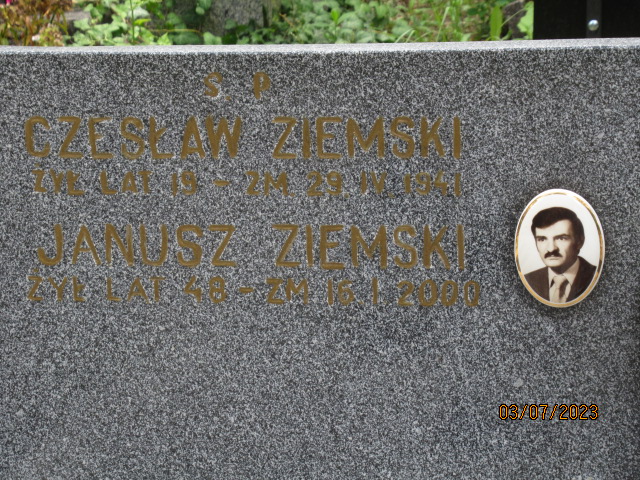 Ś. P
CZESŁAW ZIEMSKI
ŻYŁ LAT 19 - ZM 29.IV.1941
JANUSZ ZIEMSKI
ŻYŁ LAT 48 - ZM 16.I.2000
03/07/2023